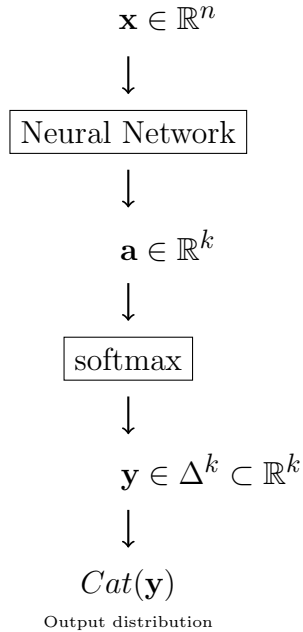 𝐱 ∈ ℝⁿ
Neural Network
𝐚 ∈ ℝᵏ
softmax
𝐲 ∈ Δᵏ ⊂ ℝᵏ
Cat(𝐲)
Output distribution